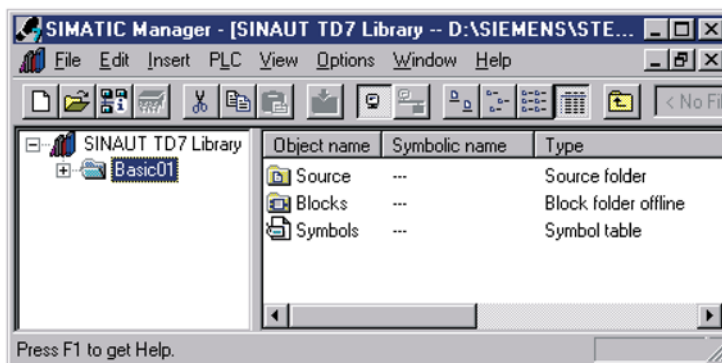 SIMATIC Manager - [SINAUT TD7 Library -- D:\SIEMENS\STE...
File Edit Insert PLC View Options Window Help
< No Fi
SINAUT TD7 Library
Basic01
Object name Symbolic name Type
Source --- Source folder
Blocks --- Block folder offline
Symbols --- Symbol table
Press F1 to get Help.